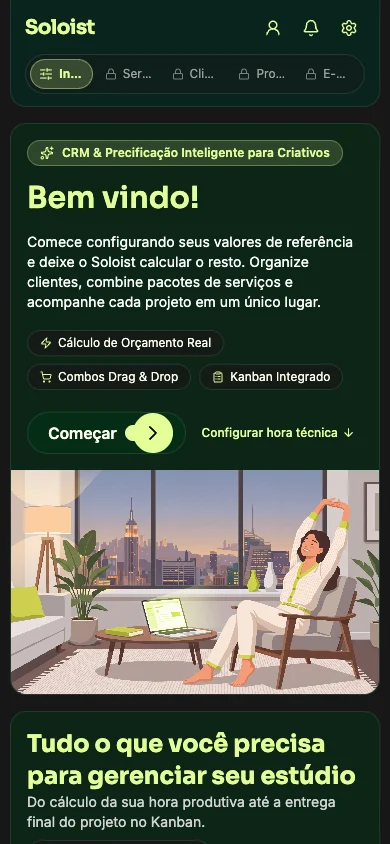 Soloist
In...
Ser...
Cli...
Pro...
E-...
CRM & Precificação Inteligente para Criativos
Bem vindo!
Comece configurando seus valores de referência
e deixe o Soloist calcular o resto. Organize
clientes, combine pacotes de serviços e
acompanhe cada projeto em um único lugar.
Cálculo de Orçamento Real
Combos Drag & Drop
Kanban Integrado
Começar
Configurar hora técnica ↓
Tudo o que você precisa
para gerenciar seu estúdio
Do cálculo da sua hora produtiva até a entrega
final do projeto no Kanban.